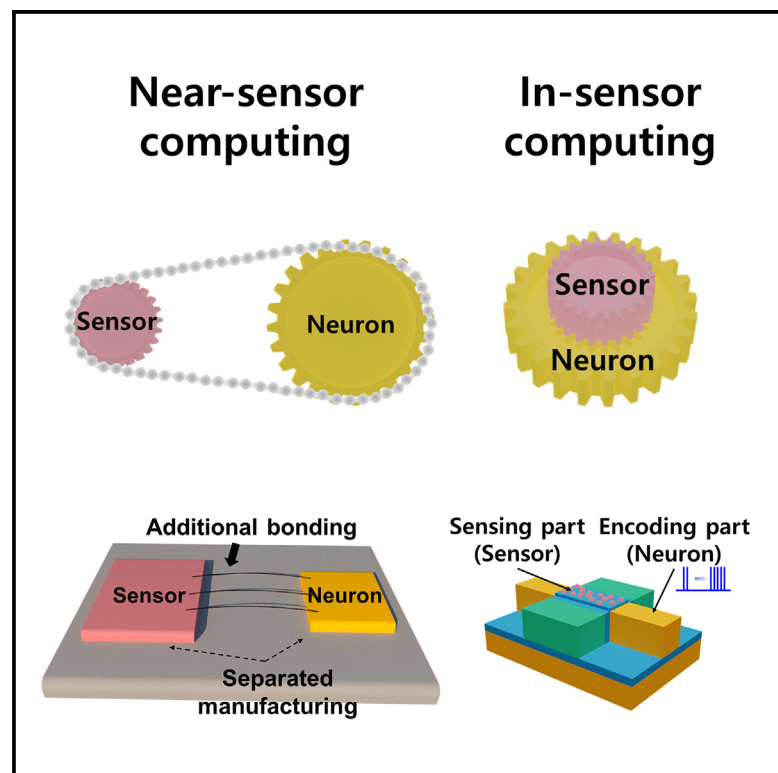 Near-sensor
computing
In-sensor
computing
Sensor
Neuron
Sensor
Neuron
Additional bonding
Sensor
Neuron
Separated
manufacturing
Sensing part
(Sensor)
Encoding part
(Neuron)